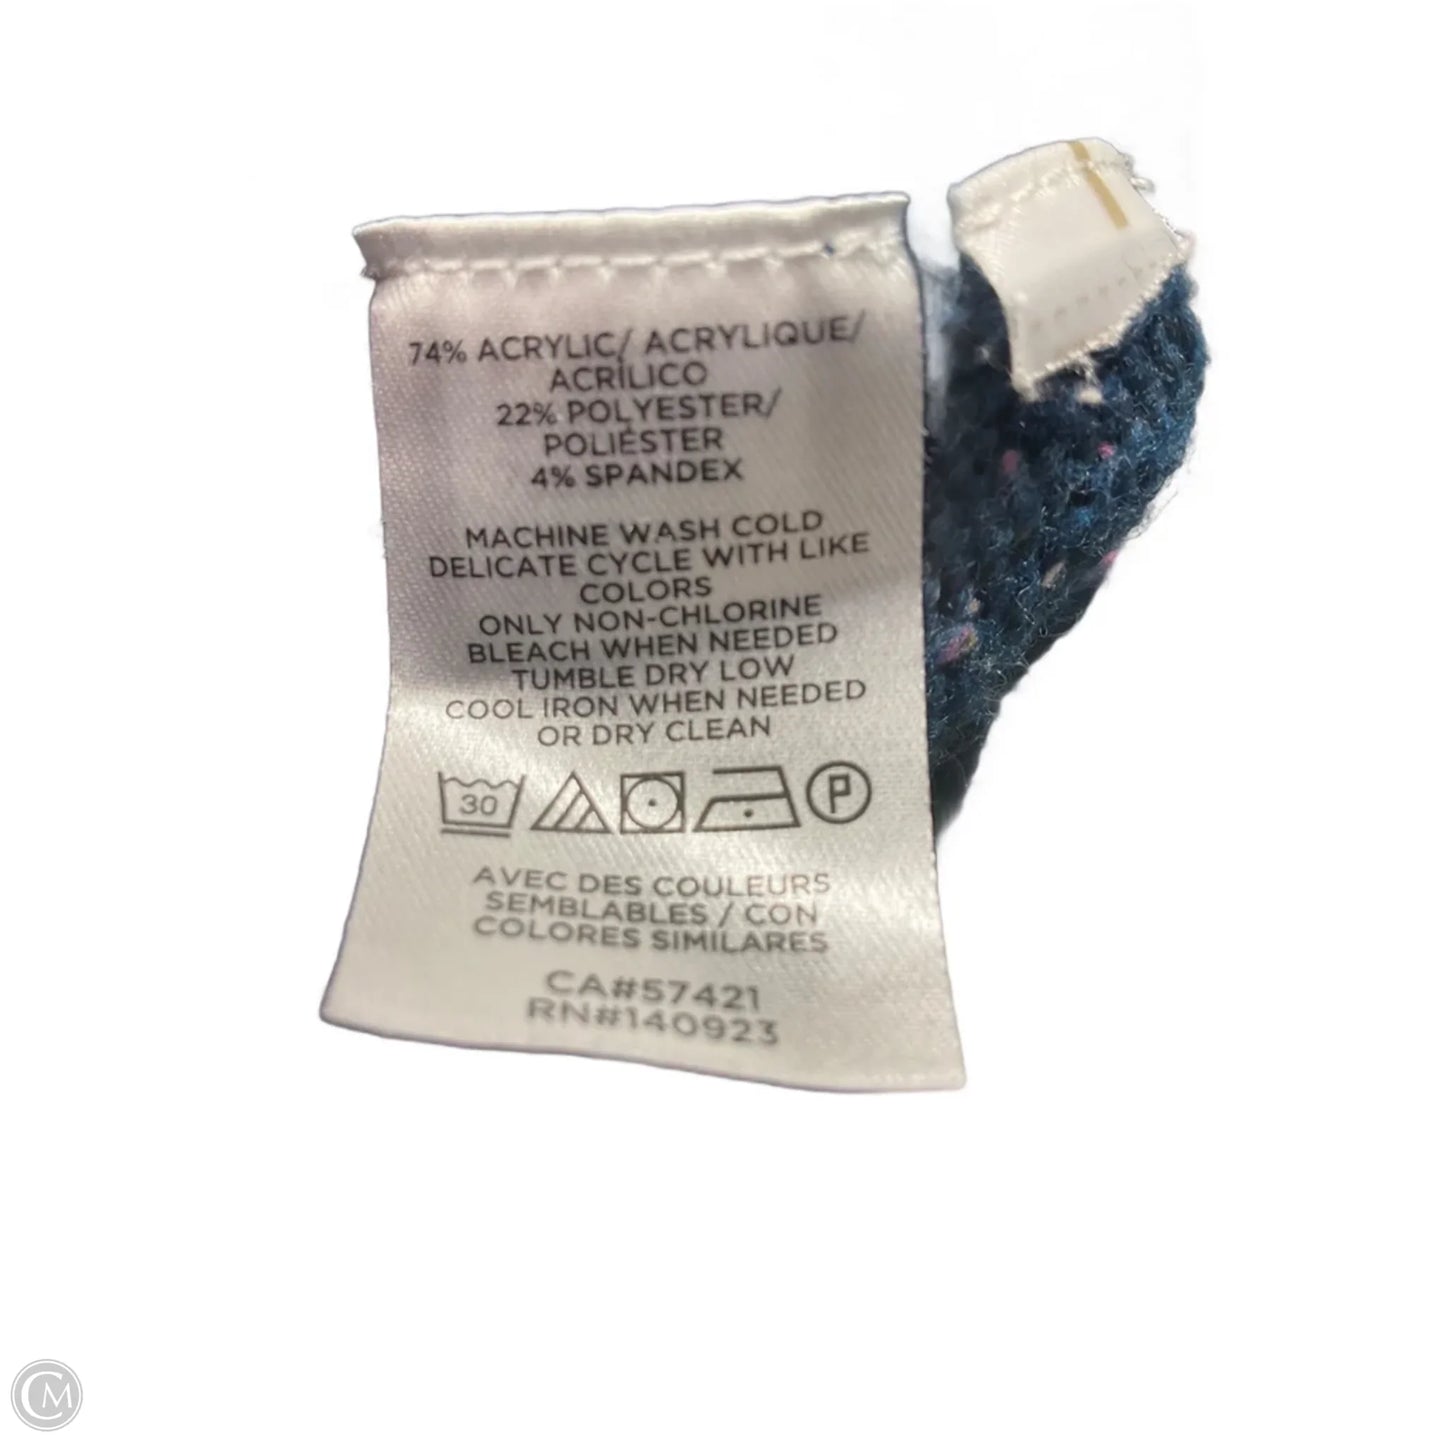 74% ACRYLIC/ ACRYLIQUE/
ACRÍLICO
22% POLYESTER/
POLIÉSTER
4% SPANDEX
MACHINE WASH COLD
DELICATE CYCLE WITH LIKE
COLORS
ONLY NON-CHLORINE
BLEACH WHEN NEEDED
TUMBLE DRY LOW
COOL IRON WHEN NEEDED
OR DRY CLEAN
30 P
AVEC DES COULEURS
SEMBLABLES / CON
COLORES SIMILARES
CA#57421
RN#140923
CM